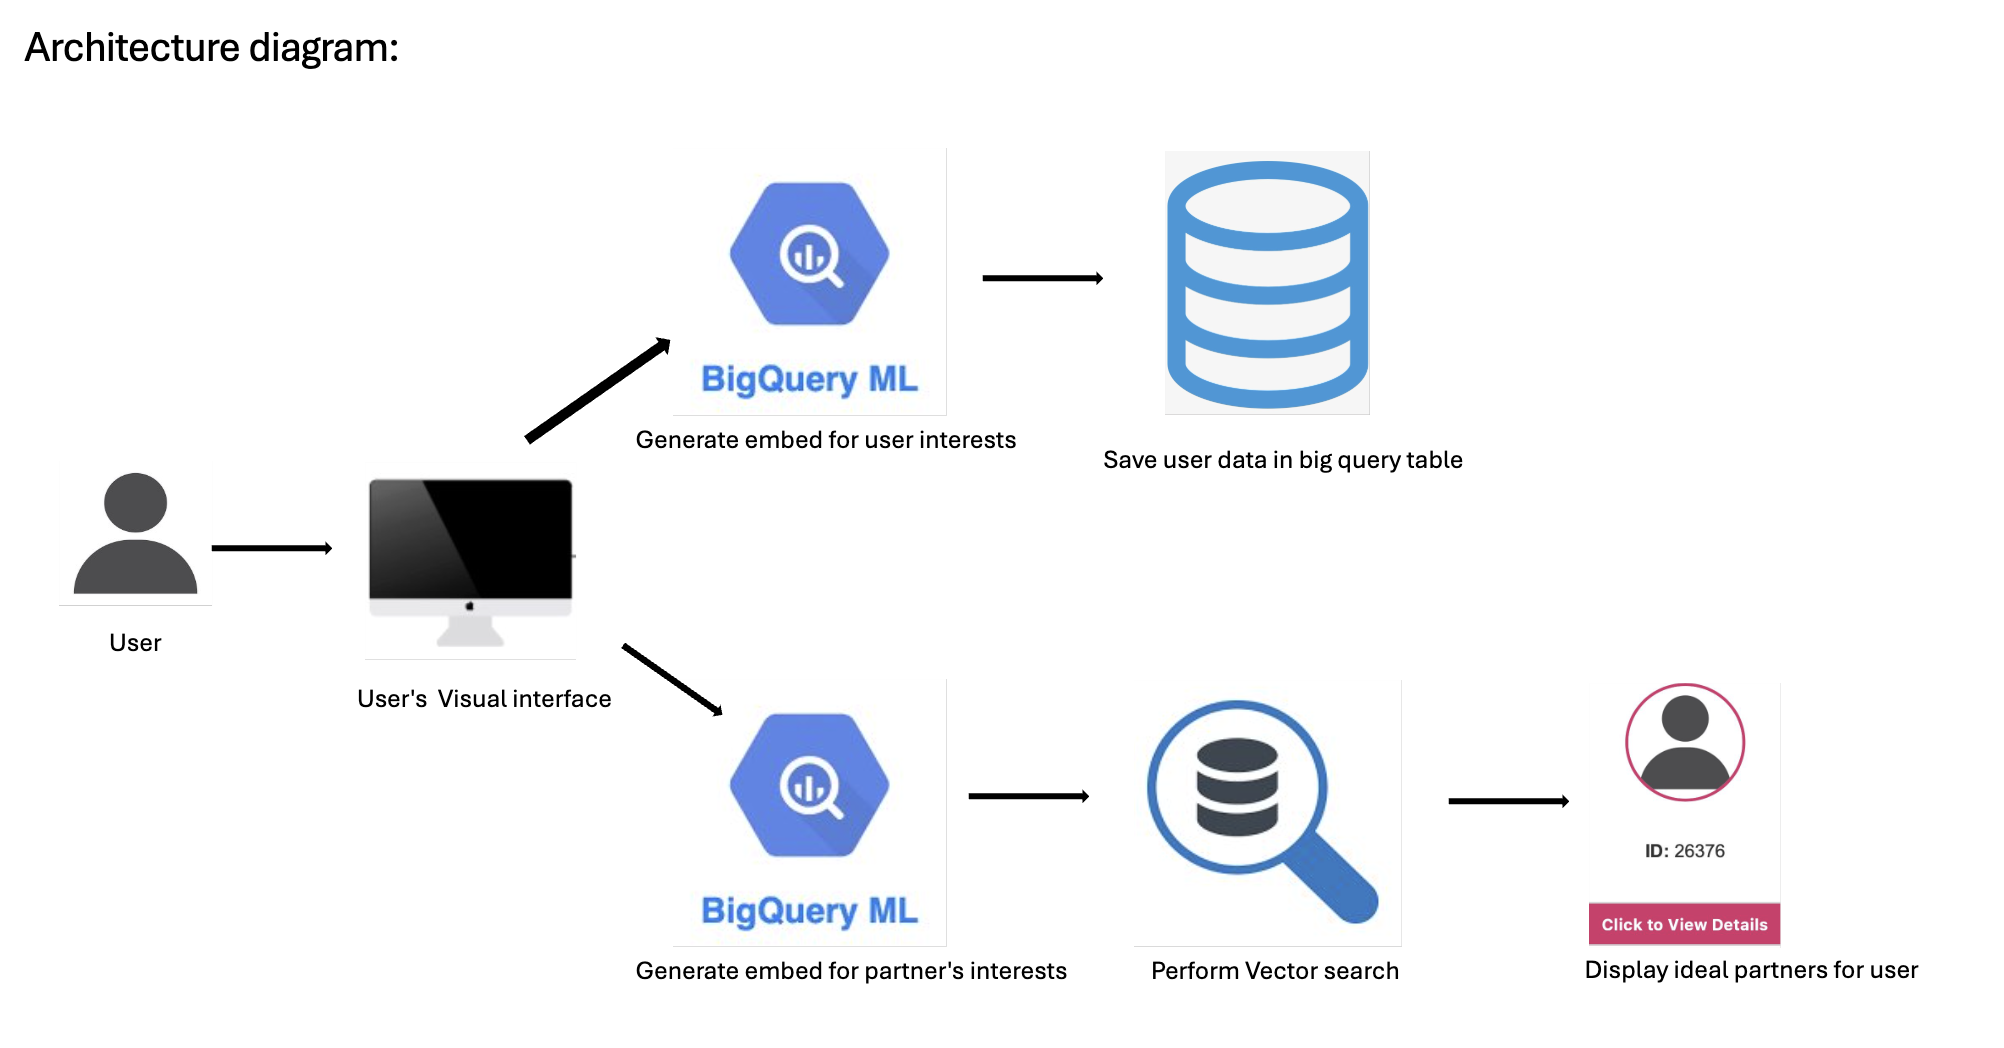 Architecture diagram:
BigQuery ML
Generate embed for user interests
Save user data in big query table
User
User's  Visual interface
BigQuery ML
Generate embed for partner's interests
Perform Vector search
ID: 26376
Click to View Details
Display ideal partners for user